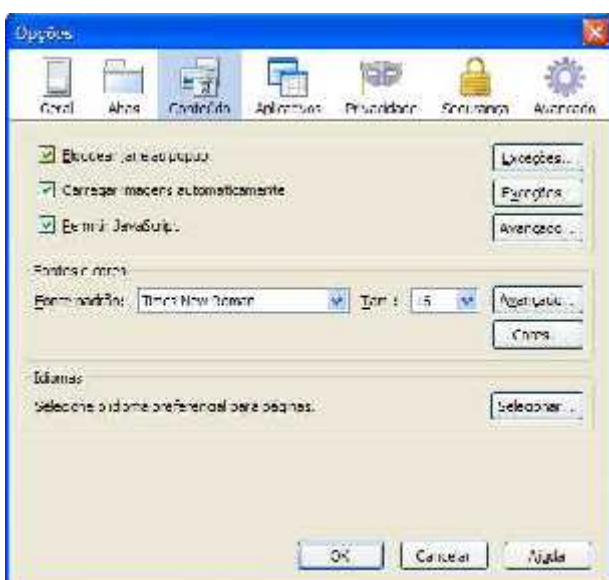 Opções
Geral Abas Conteúdo Aplicativos Privacidade Segurança Avançado
Bloquear janelas popup Exceções...
Carregar imagens automaticamente Exceções...
Permitir JavaScript Avançado...
Fontes e cores
Fonte padrão: Times New Roman Tam.: 16 Avançado...
Cores...
Idiomas
Selecione o idioma preferencial para páginas. Selecionar...
OK Cancelar Ajuda